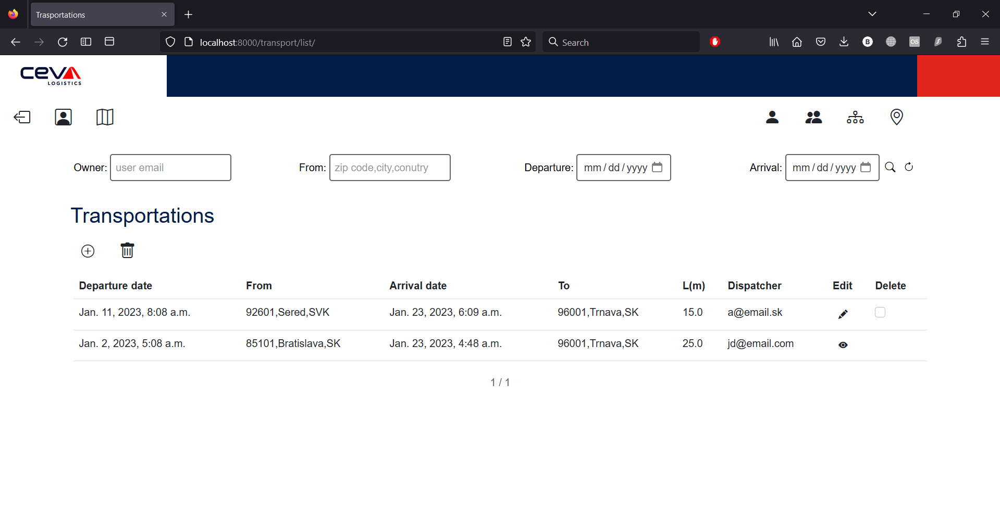 Trasportations
localhost:8000/transport/list/
Search
B
os
CEVA
LOGISTICS
Owner: user email From: zip code,city,conutry Departure: mm/dd/yyyy Arrival: mm/dd/yyyy
Transportations
Departure date From Arrival date To L(m) Dispatcher Edit Delete
Jan. 11, 2023, 8:08 a.m. 92601,Sered,SVK Jan. 23, 2023, 6:09 a.m. 96001,Trnava,SK 15.0 a@email.sk
Jan. 2, 2023, 5:08 a.m. 85101,Bratislava,SK Jan. 23, 2023, 4:48 a.m. 96001,Trnava,SK 25.0 jd@email.com
1 / 1